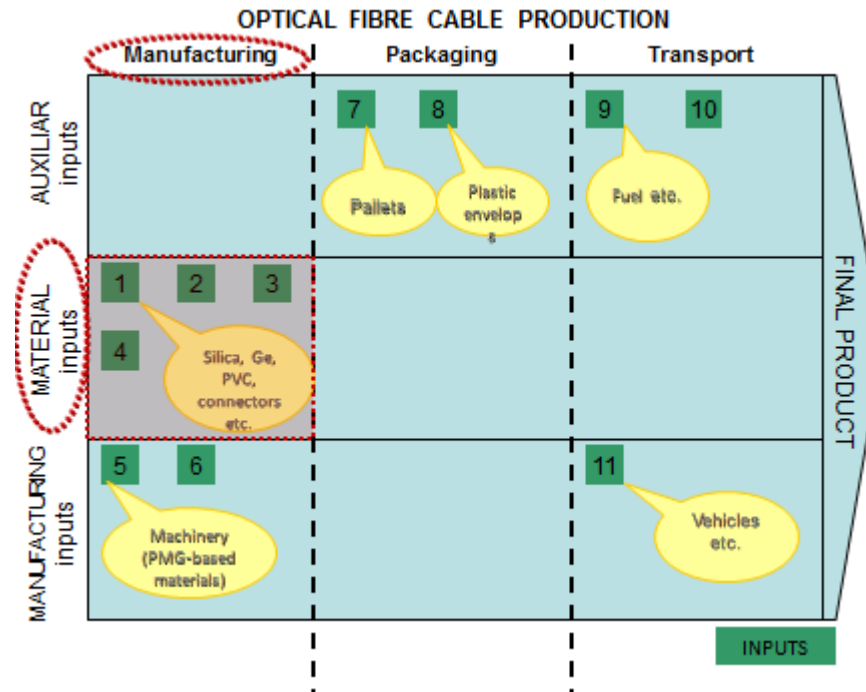 OPTICAL FIBRE CABLE PRODUCTION
Manufacturing
Packaging
Transport
AUXILIAR
inputs
7
8
9
10
Pallets
Plastic
envelop
s
Fuel etc.
MATERIAL
inputs
1
2
3
4
Silica, Ge,
PVC,
connectors
etc.
MANUFACTURING
inputs
5
6
11
Machinery
(PMG-based
materials)
Vehicles
etc.
FINAL PRODUCT
INPUTS